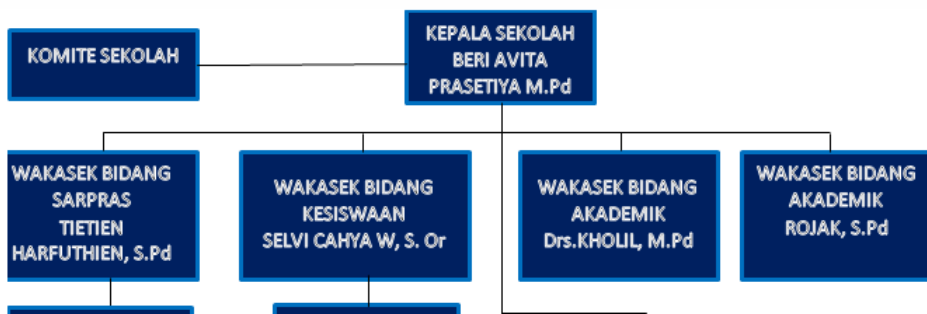 KOMITE SEKOLAH
KEPALA SEKOLAH
BERI AVITA
PRASETIYA M.Pd
WAKASEK BIDANG
SARPRAS
TIETIEN
HARFUTHIEN, S.Pd
WAKASEK BIDANG
KESISWAAN
SELVI CAHYA W, S. Or
WAKASEK BIDANG
AKADEMIK
Drs.KHOLIL, M.Pd
WAKASEK BIDANG
AKADEMIK
ROJAK, S.Pd